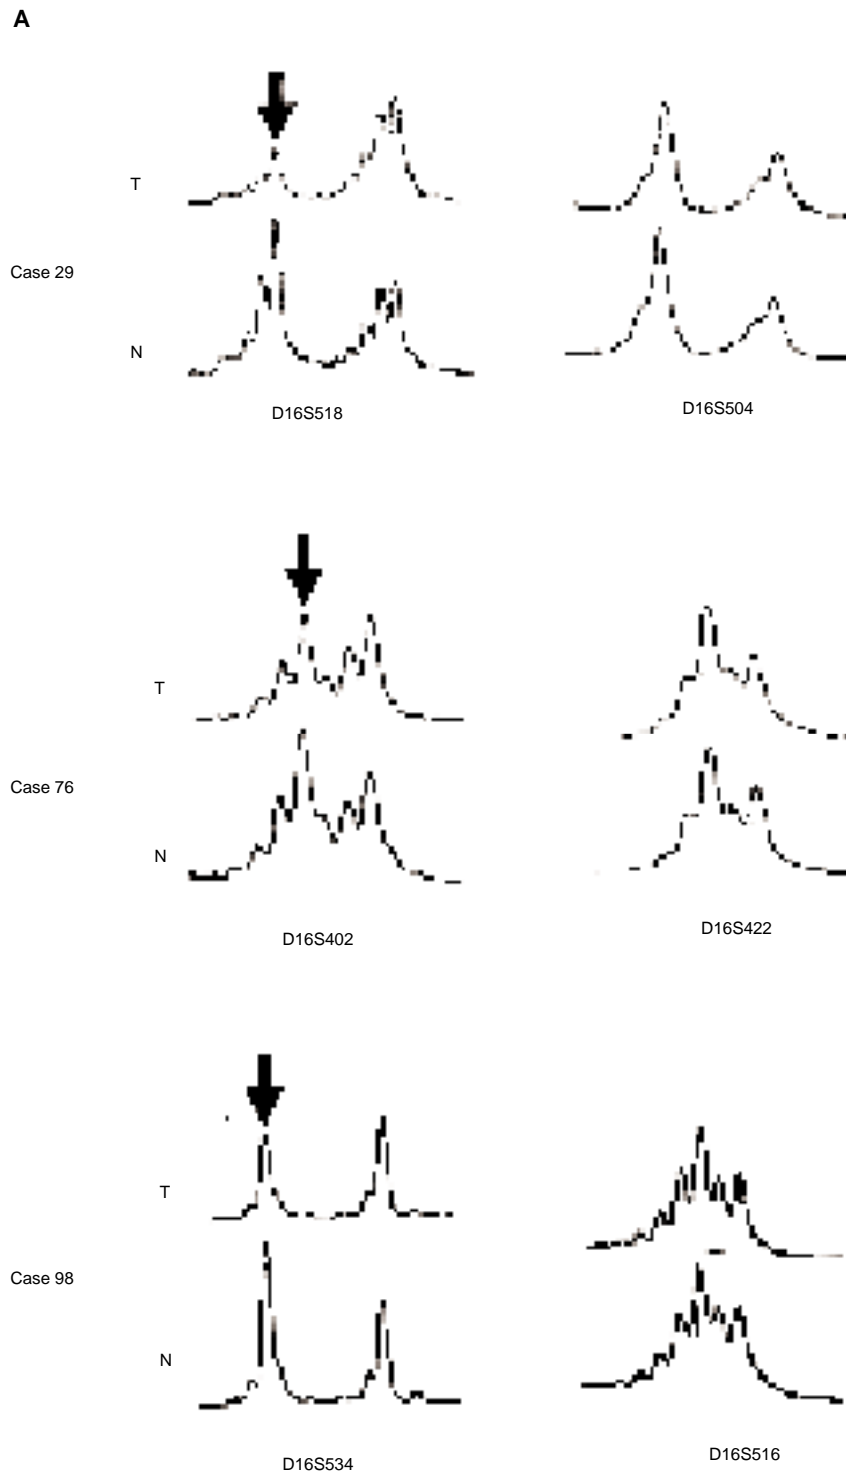 A
T
Case 29
N
D16S518
D16S504
T
Case 76
N
D16S402
D16S422
T
Case 98
N
D16S534
D16S516